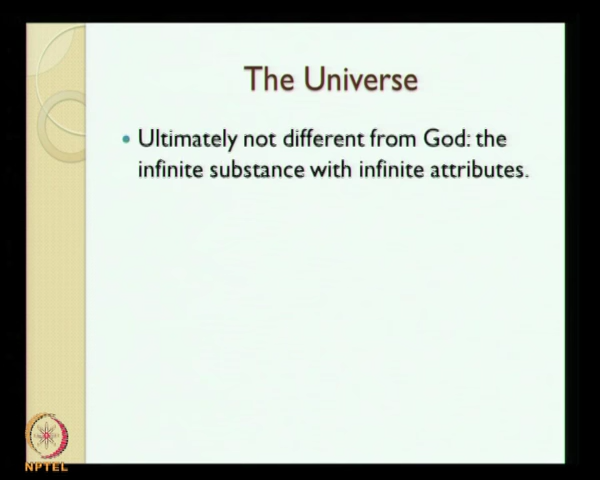 The Universe
Ultimately not different from God: the
infinite substance with infinite attributes.
NPTEL